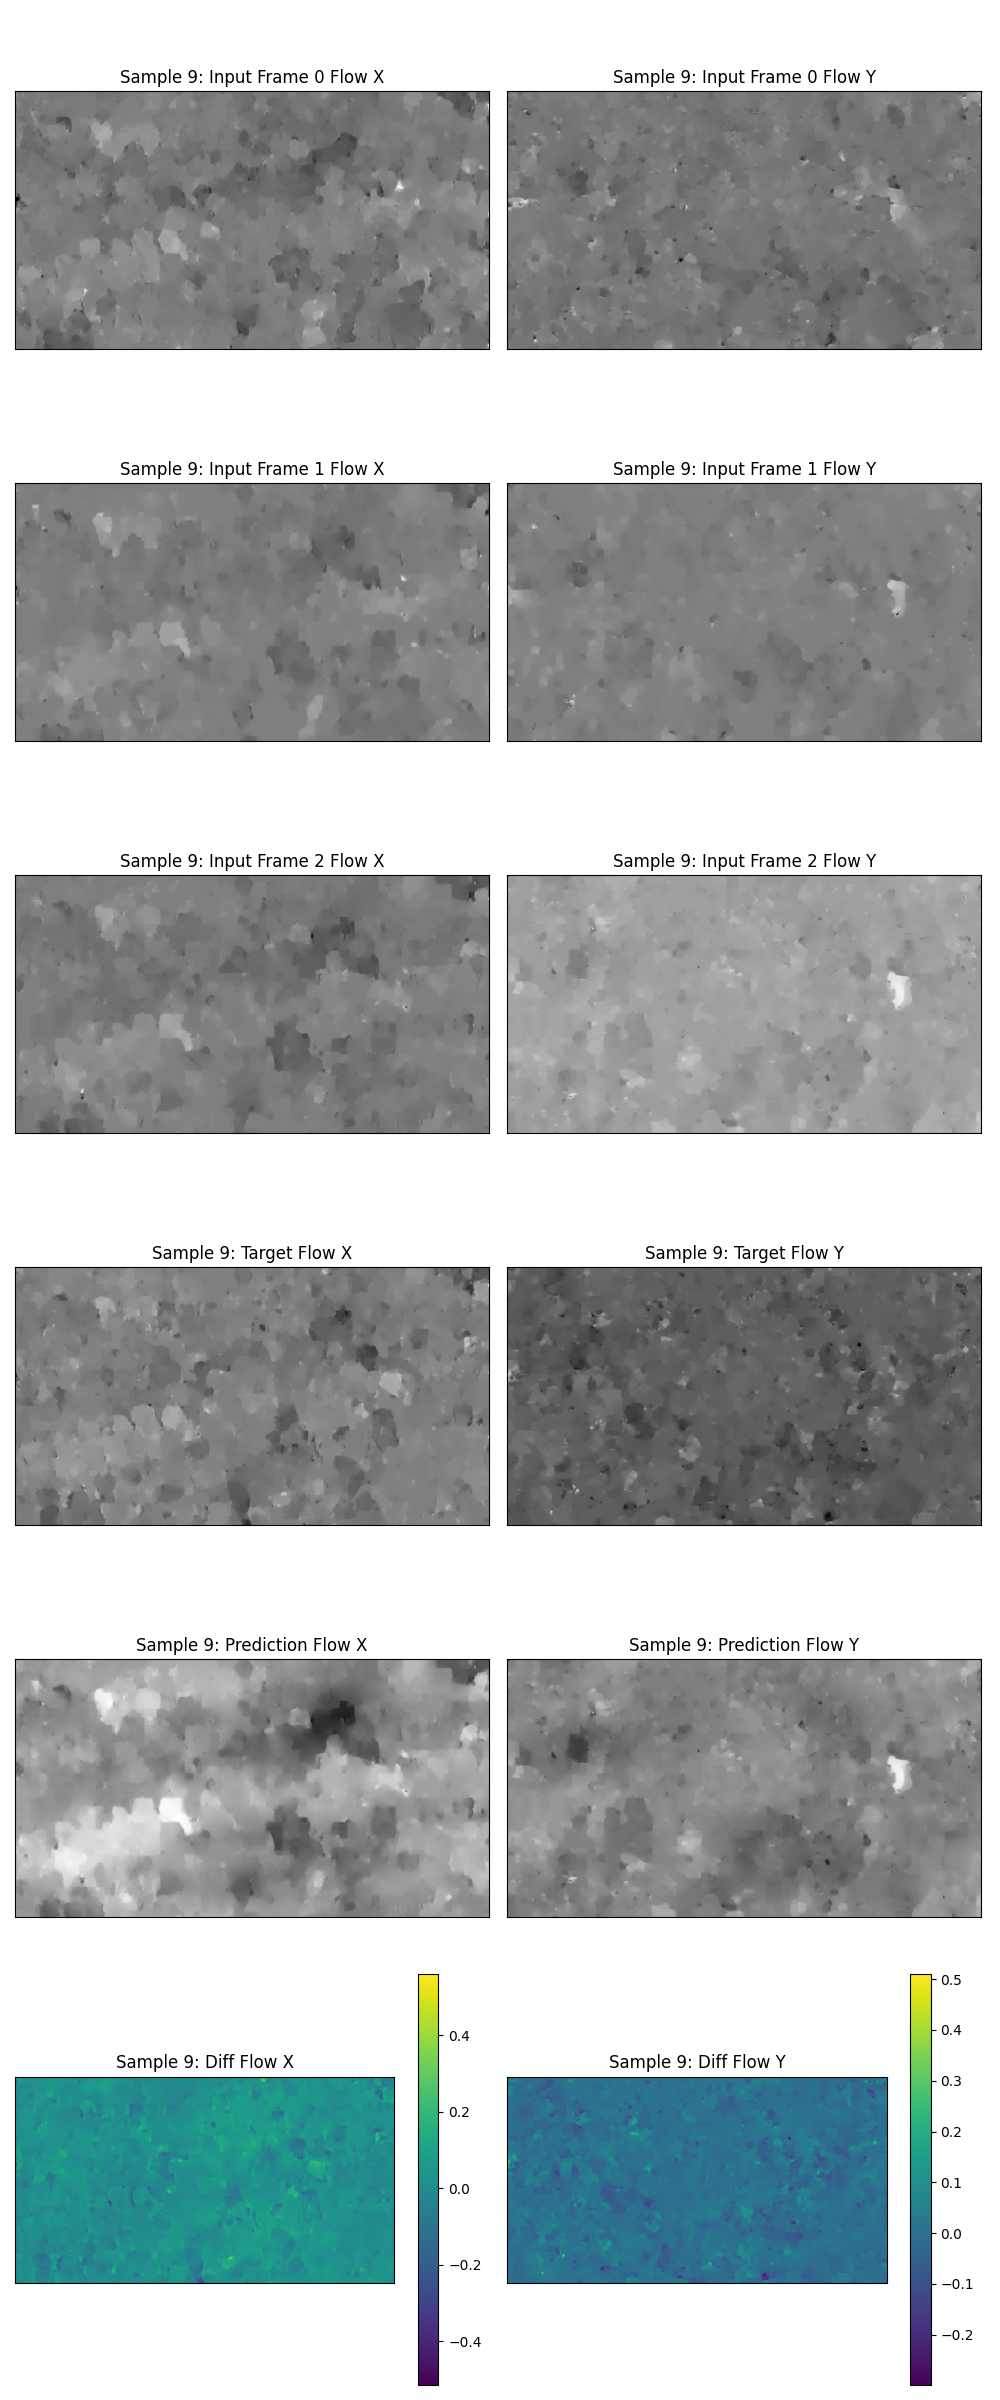 Sample 9: Input Frame 0 Flow X
Sample 9: Input Frame 0 Flow Y
Sample 9: Input Frame 1 Flow X
Sample 9: Input Frame 1 Flow Y
Sample 9: Input Frame 2 Flow X
Sample 9: Input Frame 2 Flow Y
Sample 9: Target Flow X
Sample 9: Target Flow Y
Sample 9: Prediction Flow X
Sample 9: Prediction Flow Y
Sample 9: Diff Flow X
0.4
0.2
0.0
−0.2
−0.4
Sample 9: Diff Flow Y
0.5
0.4
0.3
0.2
0.1
0.0
−0.1
−0.2